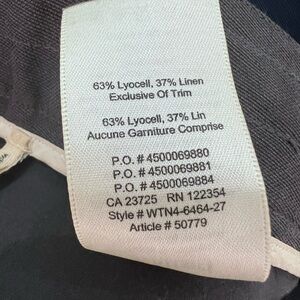 63% Lyocell, 37% Linen
Exclusive Of Trim
63% Lyocell, 37% Lin
Aucune Garniture Comprise
P.O. # 4500069880
P.O. # 4500069881
P.O. # 4500069884
CA 23725 RN 122354
Style # WTN4-6464-27
Article # 50779